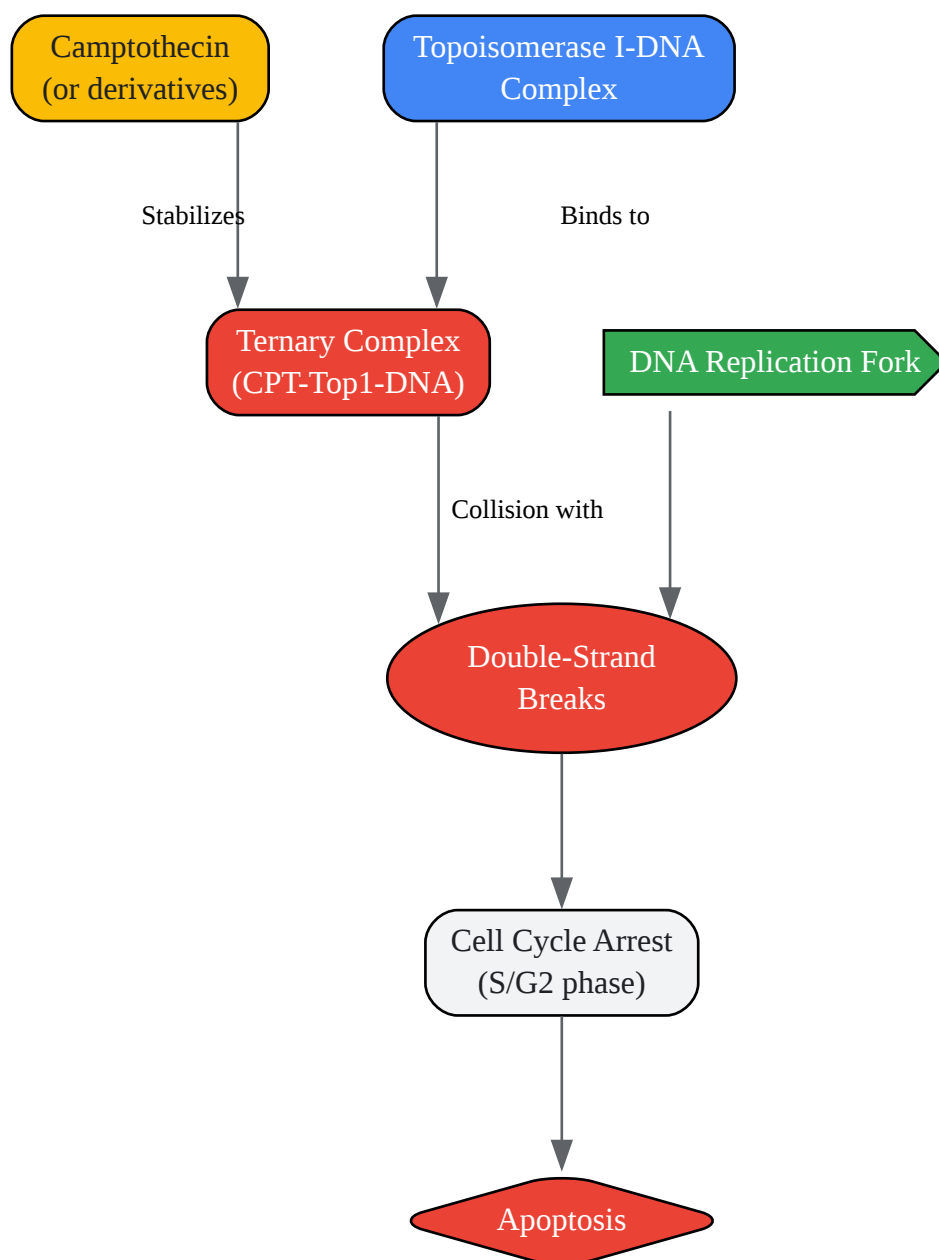 Camptothecin
(or derivatives)
Topoisomerase I-DNA
Complex
Stabilizes
Binds to
Ternary Complex
(CPT-Top1-DNA)
DNA Replication Fork
Collision with
Double-Strand
Breaks
Cell Cycle Arrest
(S/G2 phase)
Apoptosis